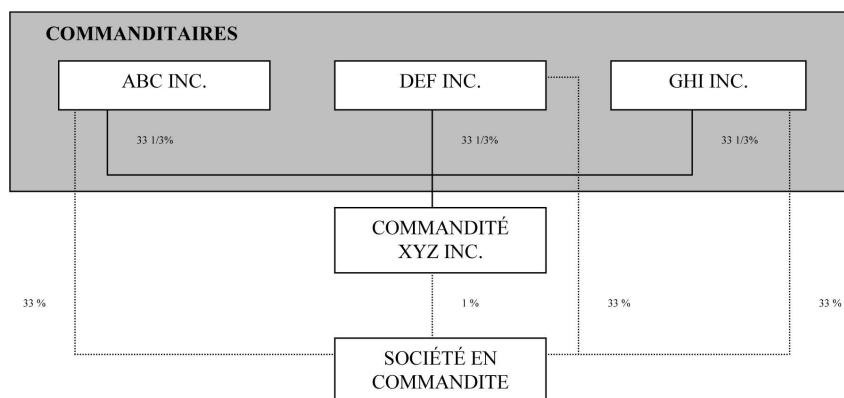 COMMANDITAIRES
ABC INC.
DEF INC.
GHI INC.
33 1/3%
33 1/3%
33 1/3%
COMMANDITÉ
XYZ INC.
33 %
1 %
33 %
33 %
SOCIÉTÉ EN
COMMANDITE